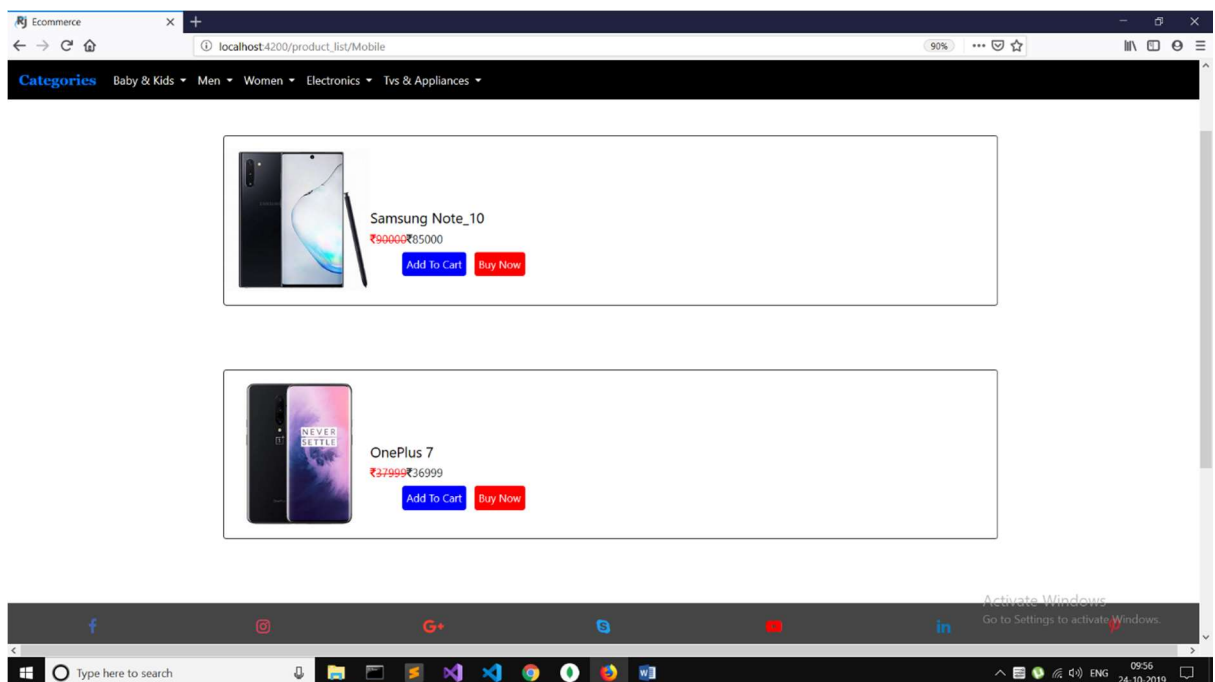 Rj Ecommerce
localhost:4200/product_list/Mobile
90%
Categories Baby & Kids Men Women Electronics Tvs & Appliances
Samsung Note_10
₹90000₹85000
Add To Cart Buy Now
NEVER
SETTLE
OnePlus 7
₹37999₹36999
Add To Cart Buy Now
Activate Windows
Go to Settings to activate Windows.
f G+ S in
Type here to search
ENG
09:56
24-10-2019